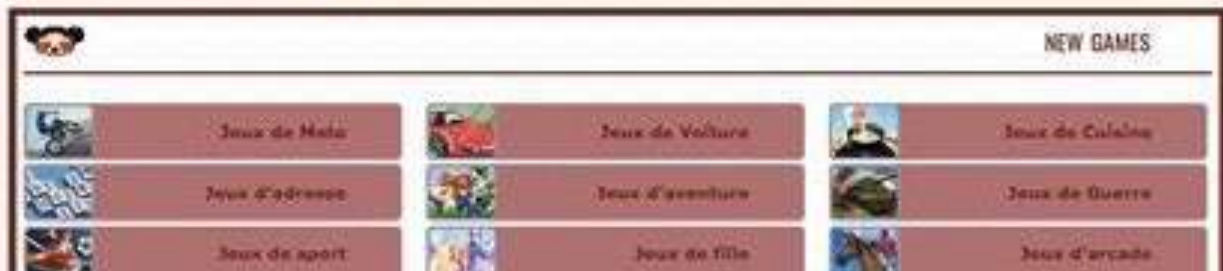 NEW GAMES
Jeux de Moto
Jeux de Voiture
Jeux de Cuisine
Jeux d'adresse
Jeux d'aventure
Jeux de Guerre
Jeux de sport
Jeux de fille
Jeux d'arcade